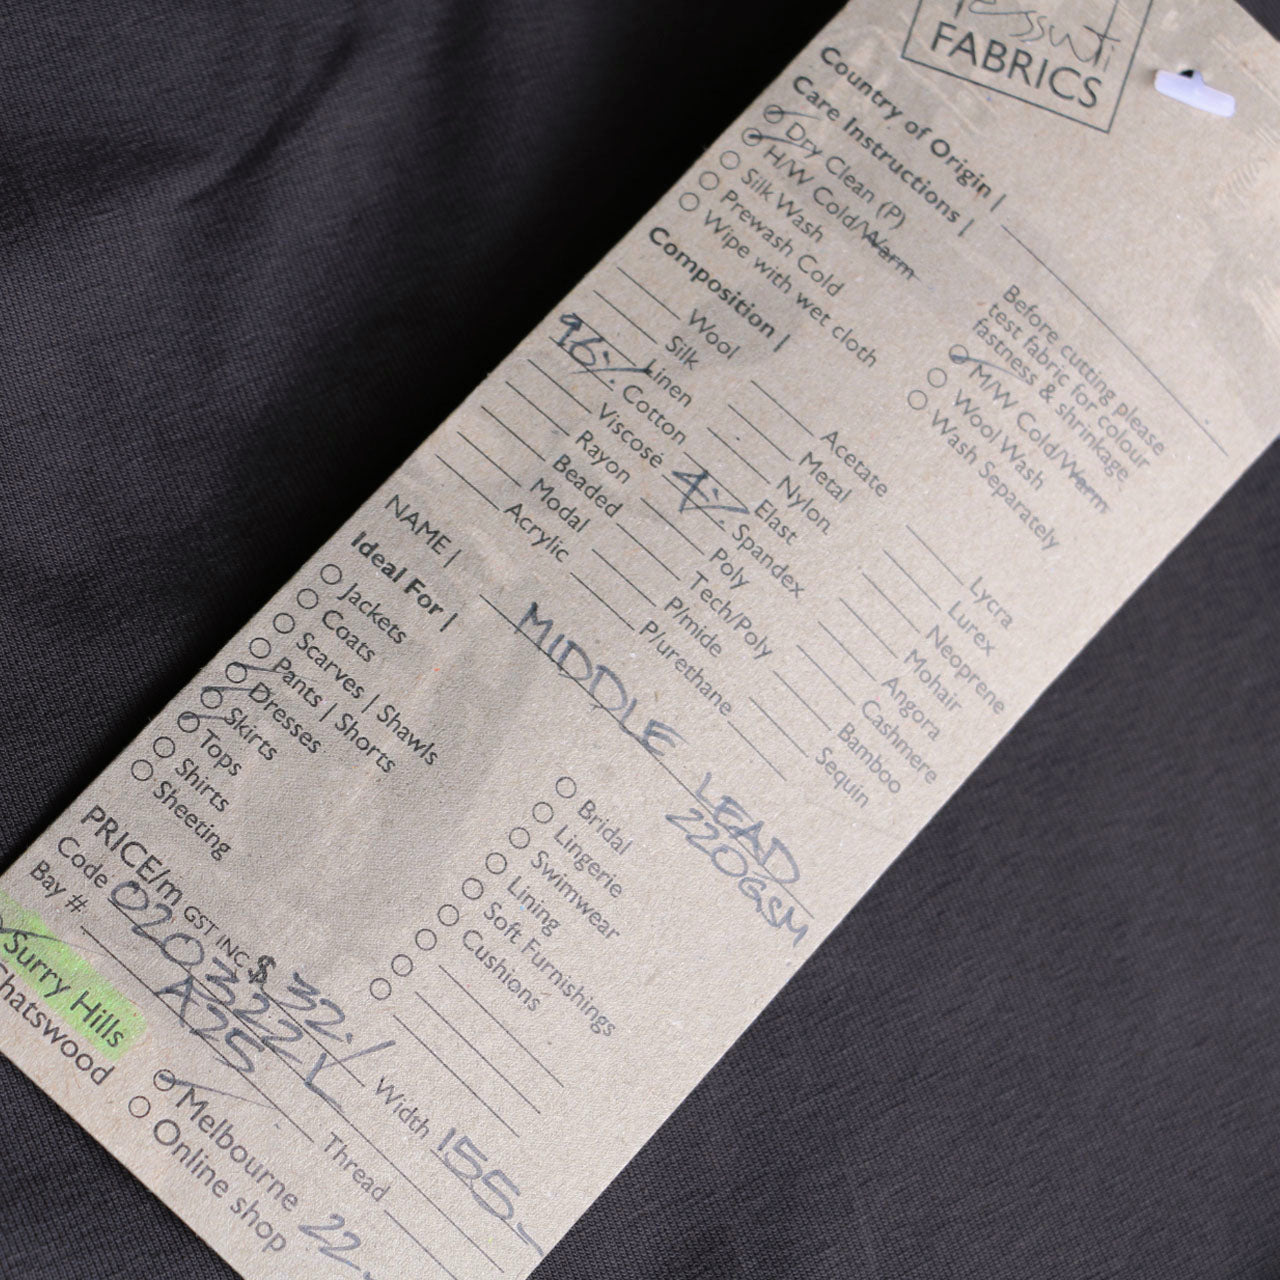 Tessuti
FABRICS
Country of Origin |
Care Instructions |
Dry Clean (P)
H/W Cold/Warm
Silk Wash
Prewash Cold
Wipe with wet cloth
Before cutting please
test fabric for colour
fastness & shrinkage
M/W Cold/Warm
Wool Wash
Wash Separately
Composition |
Wool
Silk
Linen
96% Cotton
Viscose
Rayon
Beaded
Modal
Acrylic
Acetate
Metal
Nylon
Elast
4% Spandex
Poly
Tech/Poly
P/mide
P/urethane
Lycra
Lurex
Neoprene
Mohair
Angora
Cashmere
Bamboo
Sequin
NAME | MIDDLE LEAD
220GSM
Ideal For |
Jackets
Coats
Scarves | Shawls
Pants | Shorts
Dresses
Skirts
Tops
Shirts
Sheeting
Bridal
Lingerie
Swimwear
Lining
Soft Furnishings
Cushions
PRICE/m GST INC $ 32./ Width 155
Code 020322Y
Bay # A25 Thread
Surry Hills
Chatswood
Melbourne 22
Online shop